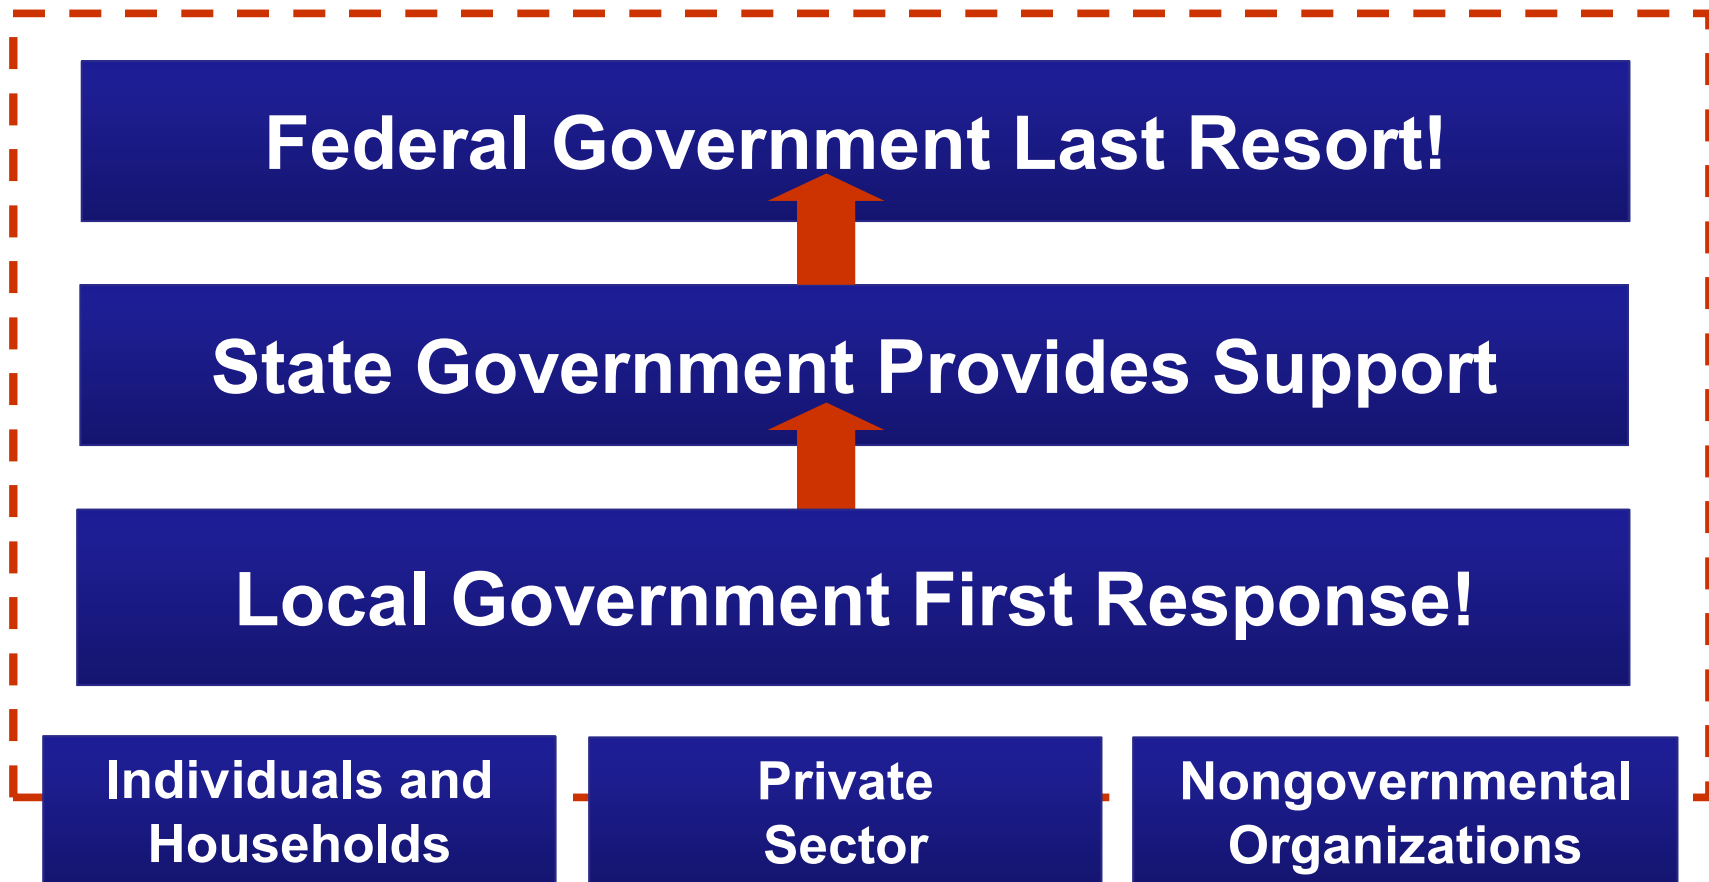 Federal Government Last Resort!
State Government Provides Support
Local Government First Response!
Individuals and
Households
Private
Sector
Nongovernmental
Organizations